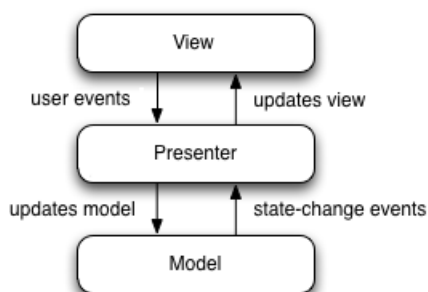 View
user events
updates view
Presenter
updates model
state-change events
Model